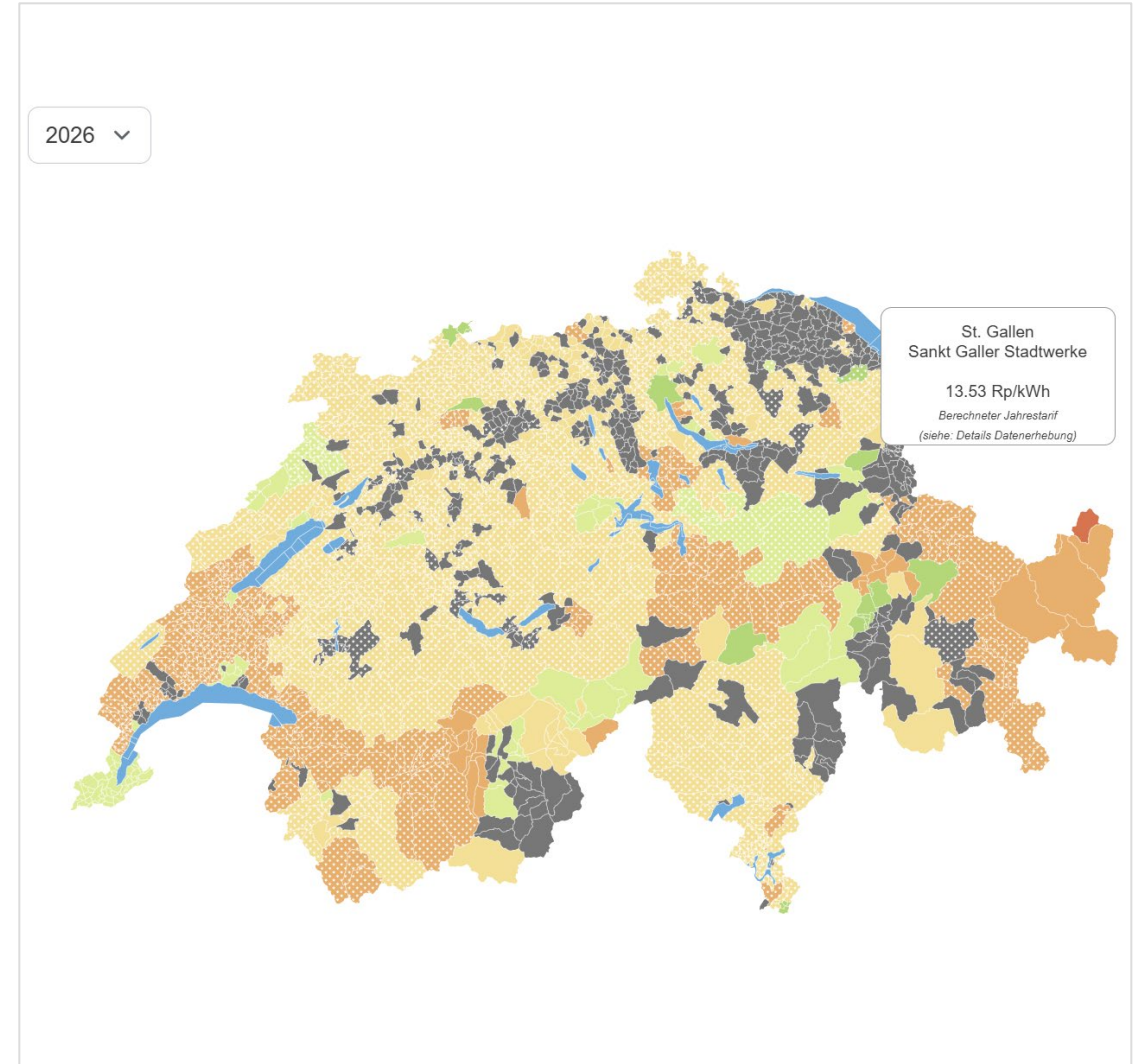 2026
St. Gallen
Sankt Galler Stadtwerke
13.53 Rp/kWh
Berechneter Jahrestarif
(siehe: Details Datenerhebung)